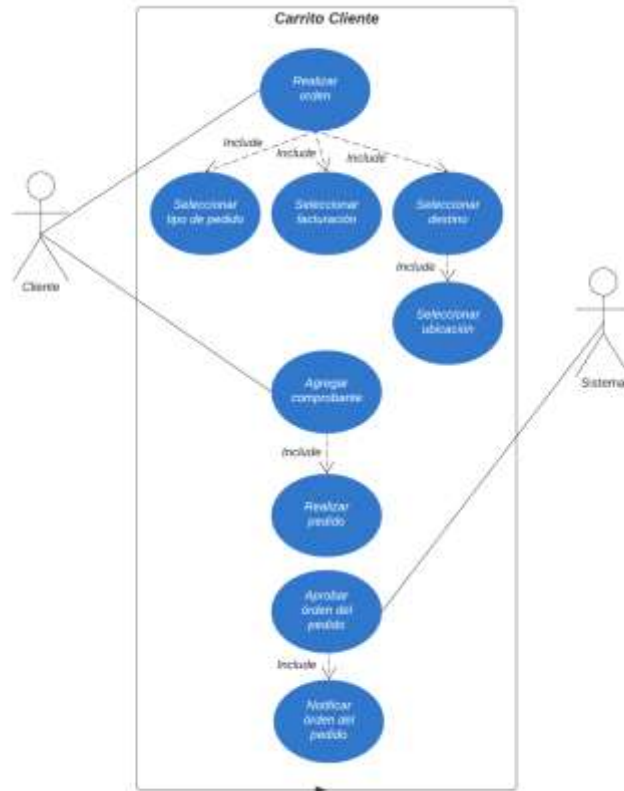 Carrito Cliente
Realizar
orden
Include
Include
Include
Seleccionar
tipo de pedido
Seleccionar
facturación
Seleccionar
destino
Include
Cliente
Seleccionar
ubicación
Sistema
Agregar
comprobante
Include
Realizar
pedido
Aprobar
órden del
pedido
Include
Notificar
órden del
pedido